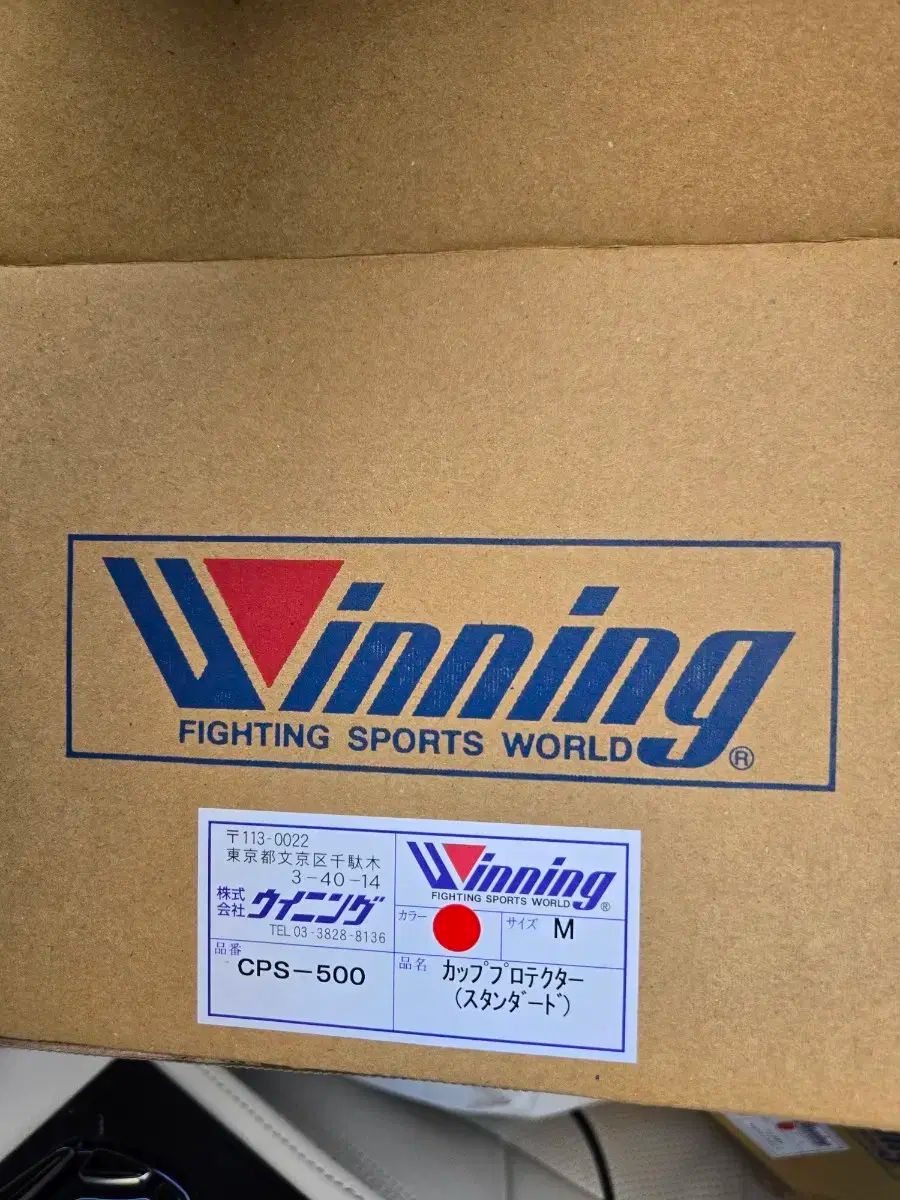 Winning
FIGHTING SPORTS WORLD ®
〒113-0022
東京都文京区千駄木
3-40-14
株式会社 ウイニング
TEL 03-3828-8136
Winning
FIGHTING SPORTS WORLD ®
カラー
サイズ M
品番
CPS-500
品名 カッププロテクター
(スタンダード)